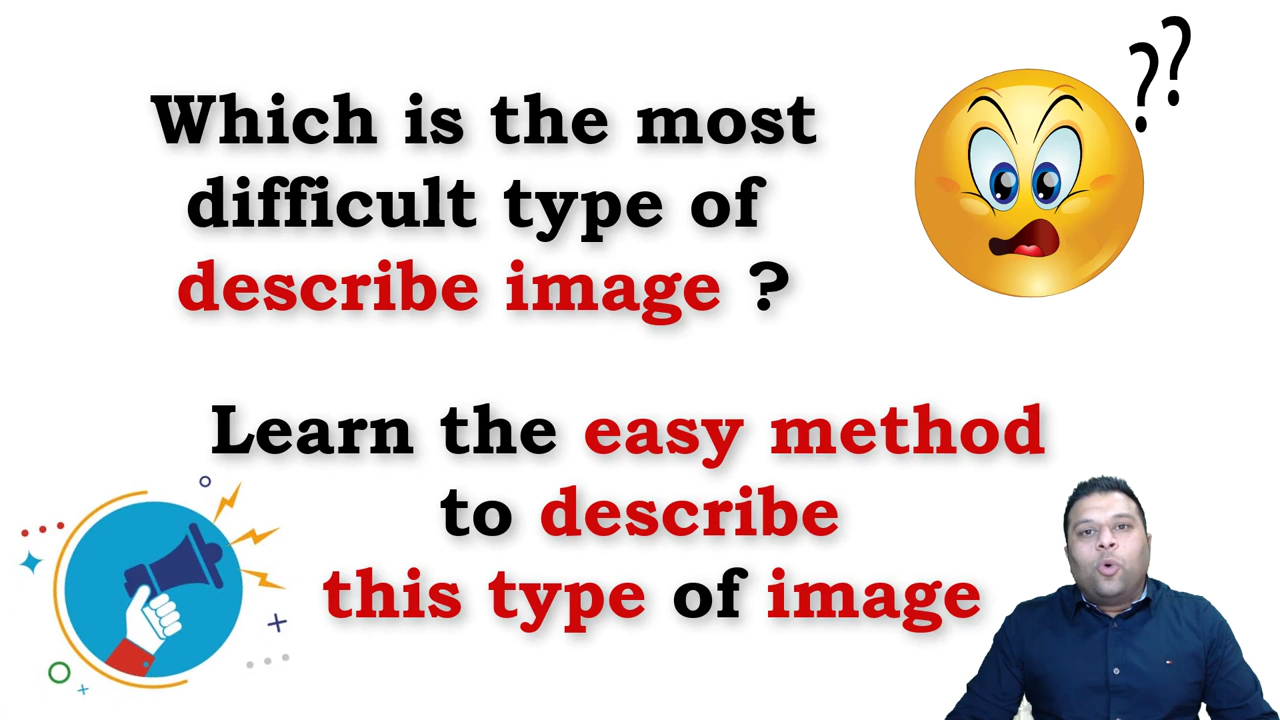 ??
Which is the most
difficult type of
describe image ?
Learn the easy method
to describe
this type of image